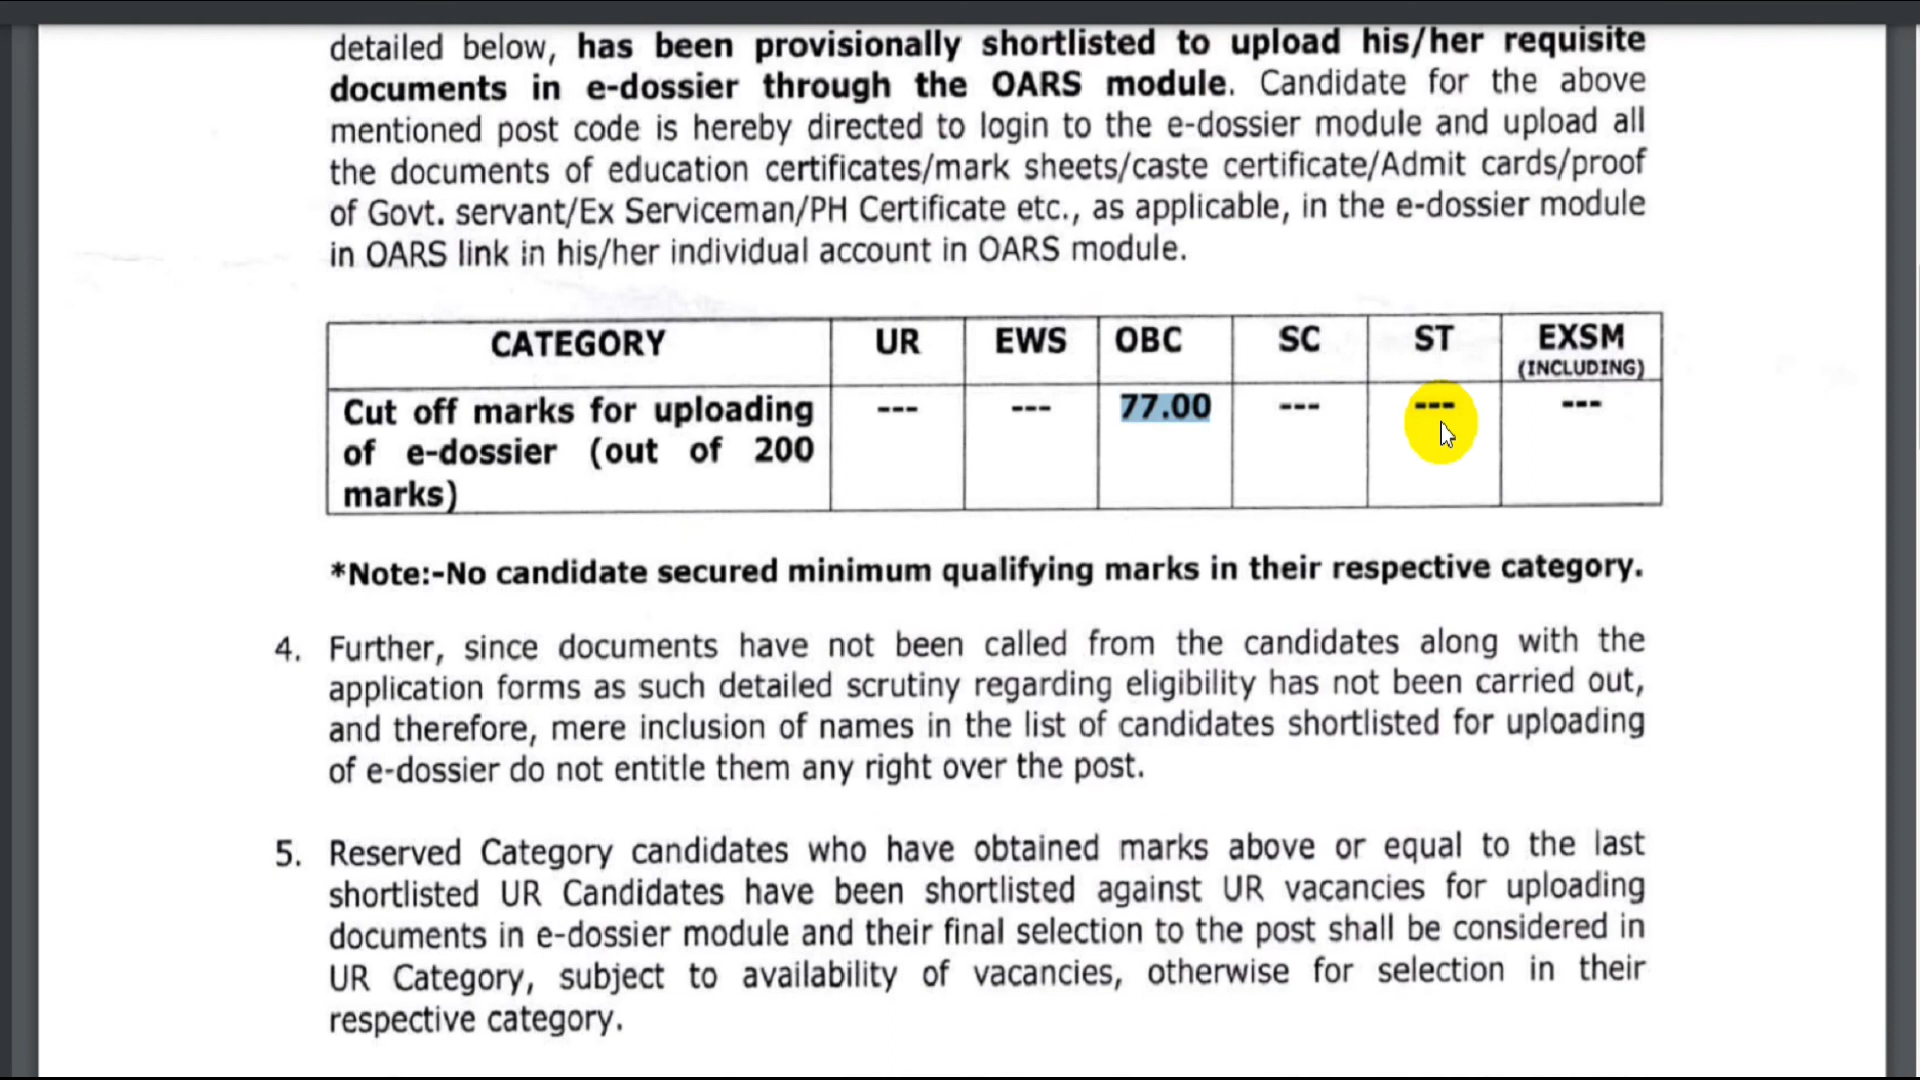 detailed below, has been provisionally shortlisted to upload his/her requisite
documents in e-dossier through the OARS module. Candidate for the above
mentioned post code is hereby directed to login to the e-dossier module and upload all
the documents of education certificates/mark sheets/caste certificate/Admit cards/proof
of Govt. servant/Ex Serviceman/PH Certificate etc., as applicable, in the e-dossier module
in OARS link in his/her individual account in OARS module.
CATEGORY UR EWS OBC SC ST EXSM
(INCLUDING)
Cut off marks for uploading --- --- 77.00 --- --- ---
of e-dossier (out of 200
marks)
*Note:-No candidate secured minimum qualifying marks in their respective category.
4. Further, since documents have not been called from the candidates along with the
application forms as such detailed scrutiny regarding eligibility has not been carried out,
and therefore, mere inclusion of names in the list of candidates shortlisted for uploading
of e-dossier do not entitle them any right over the post.
5. Reserved Category candidates who have obtained marks above or equal to the last
shortlisted UR Candidates have been shortlisted against UR vacancies for uploading
documents in e-dossier module and their final selection to the post shall be considered in
UR Category, subject to availability of vacancies, otherwise for selection in their
respective category.